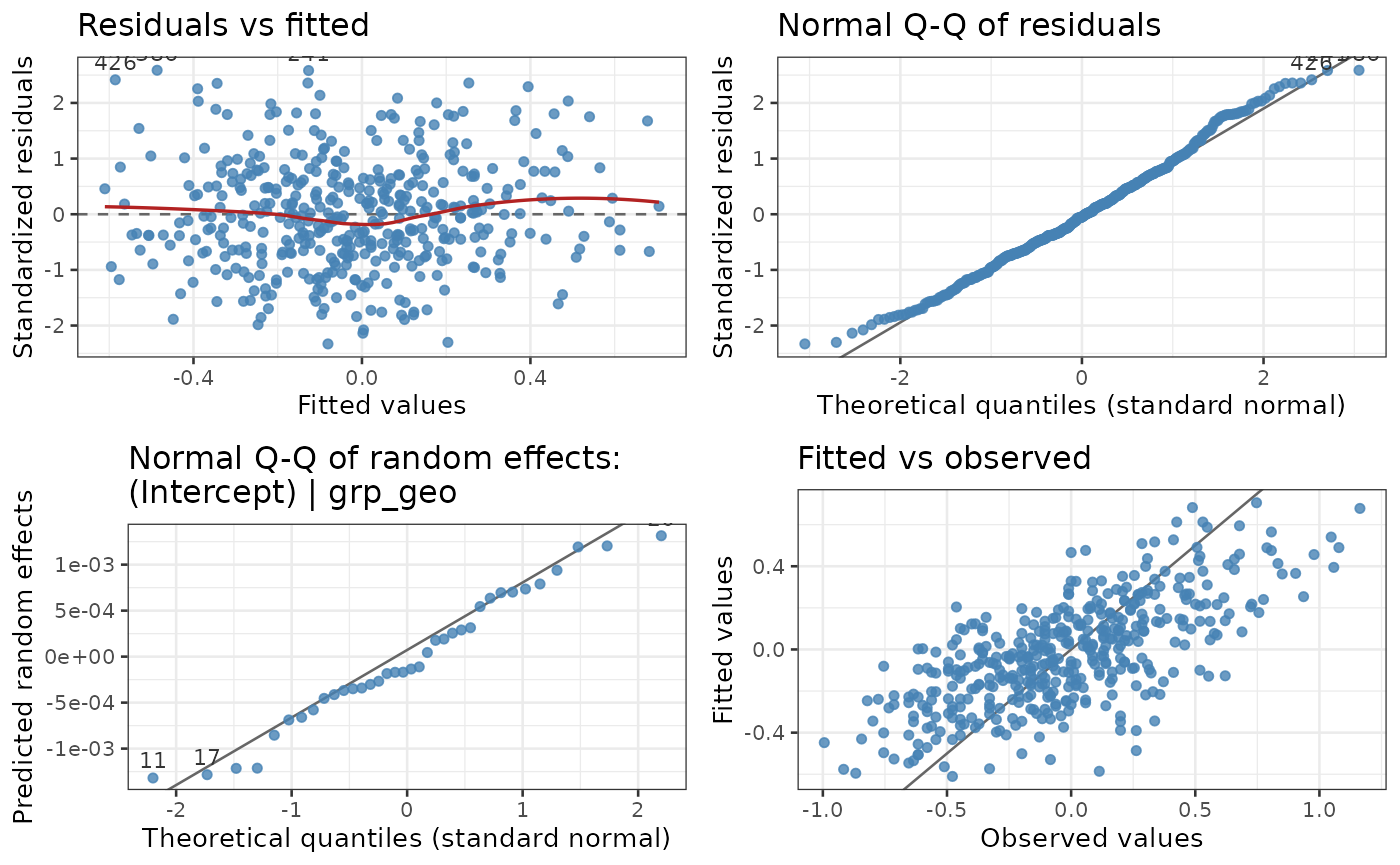 Residuals vs fitted
Normal Q-Q of residuals
426
241
426
Standardized residuals
2
1
0
-1
-2
-0.4
0.0
0.4
Fitted values
Standardized residuals
2
1
0
-1
-2
-2
0
2
Theoretical quantiles (standard normal)
Normal Q-Q of random effects:
(Intercept) | grp_geo
Predicted random effects
1e-03
5e-04
0e+00
-5e-04
-1e-03
11
17
-2
-1
0
1
2
Theoretical quantiles (standard normal)
Fitted vs observed
Fitted values
0.4
0.0
-0.4
-1.0
-0.5
0.0
0.5
1.0
Observed values